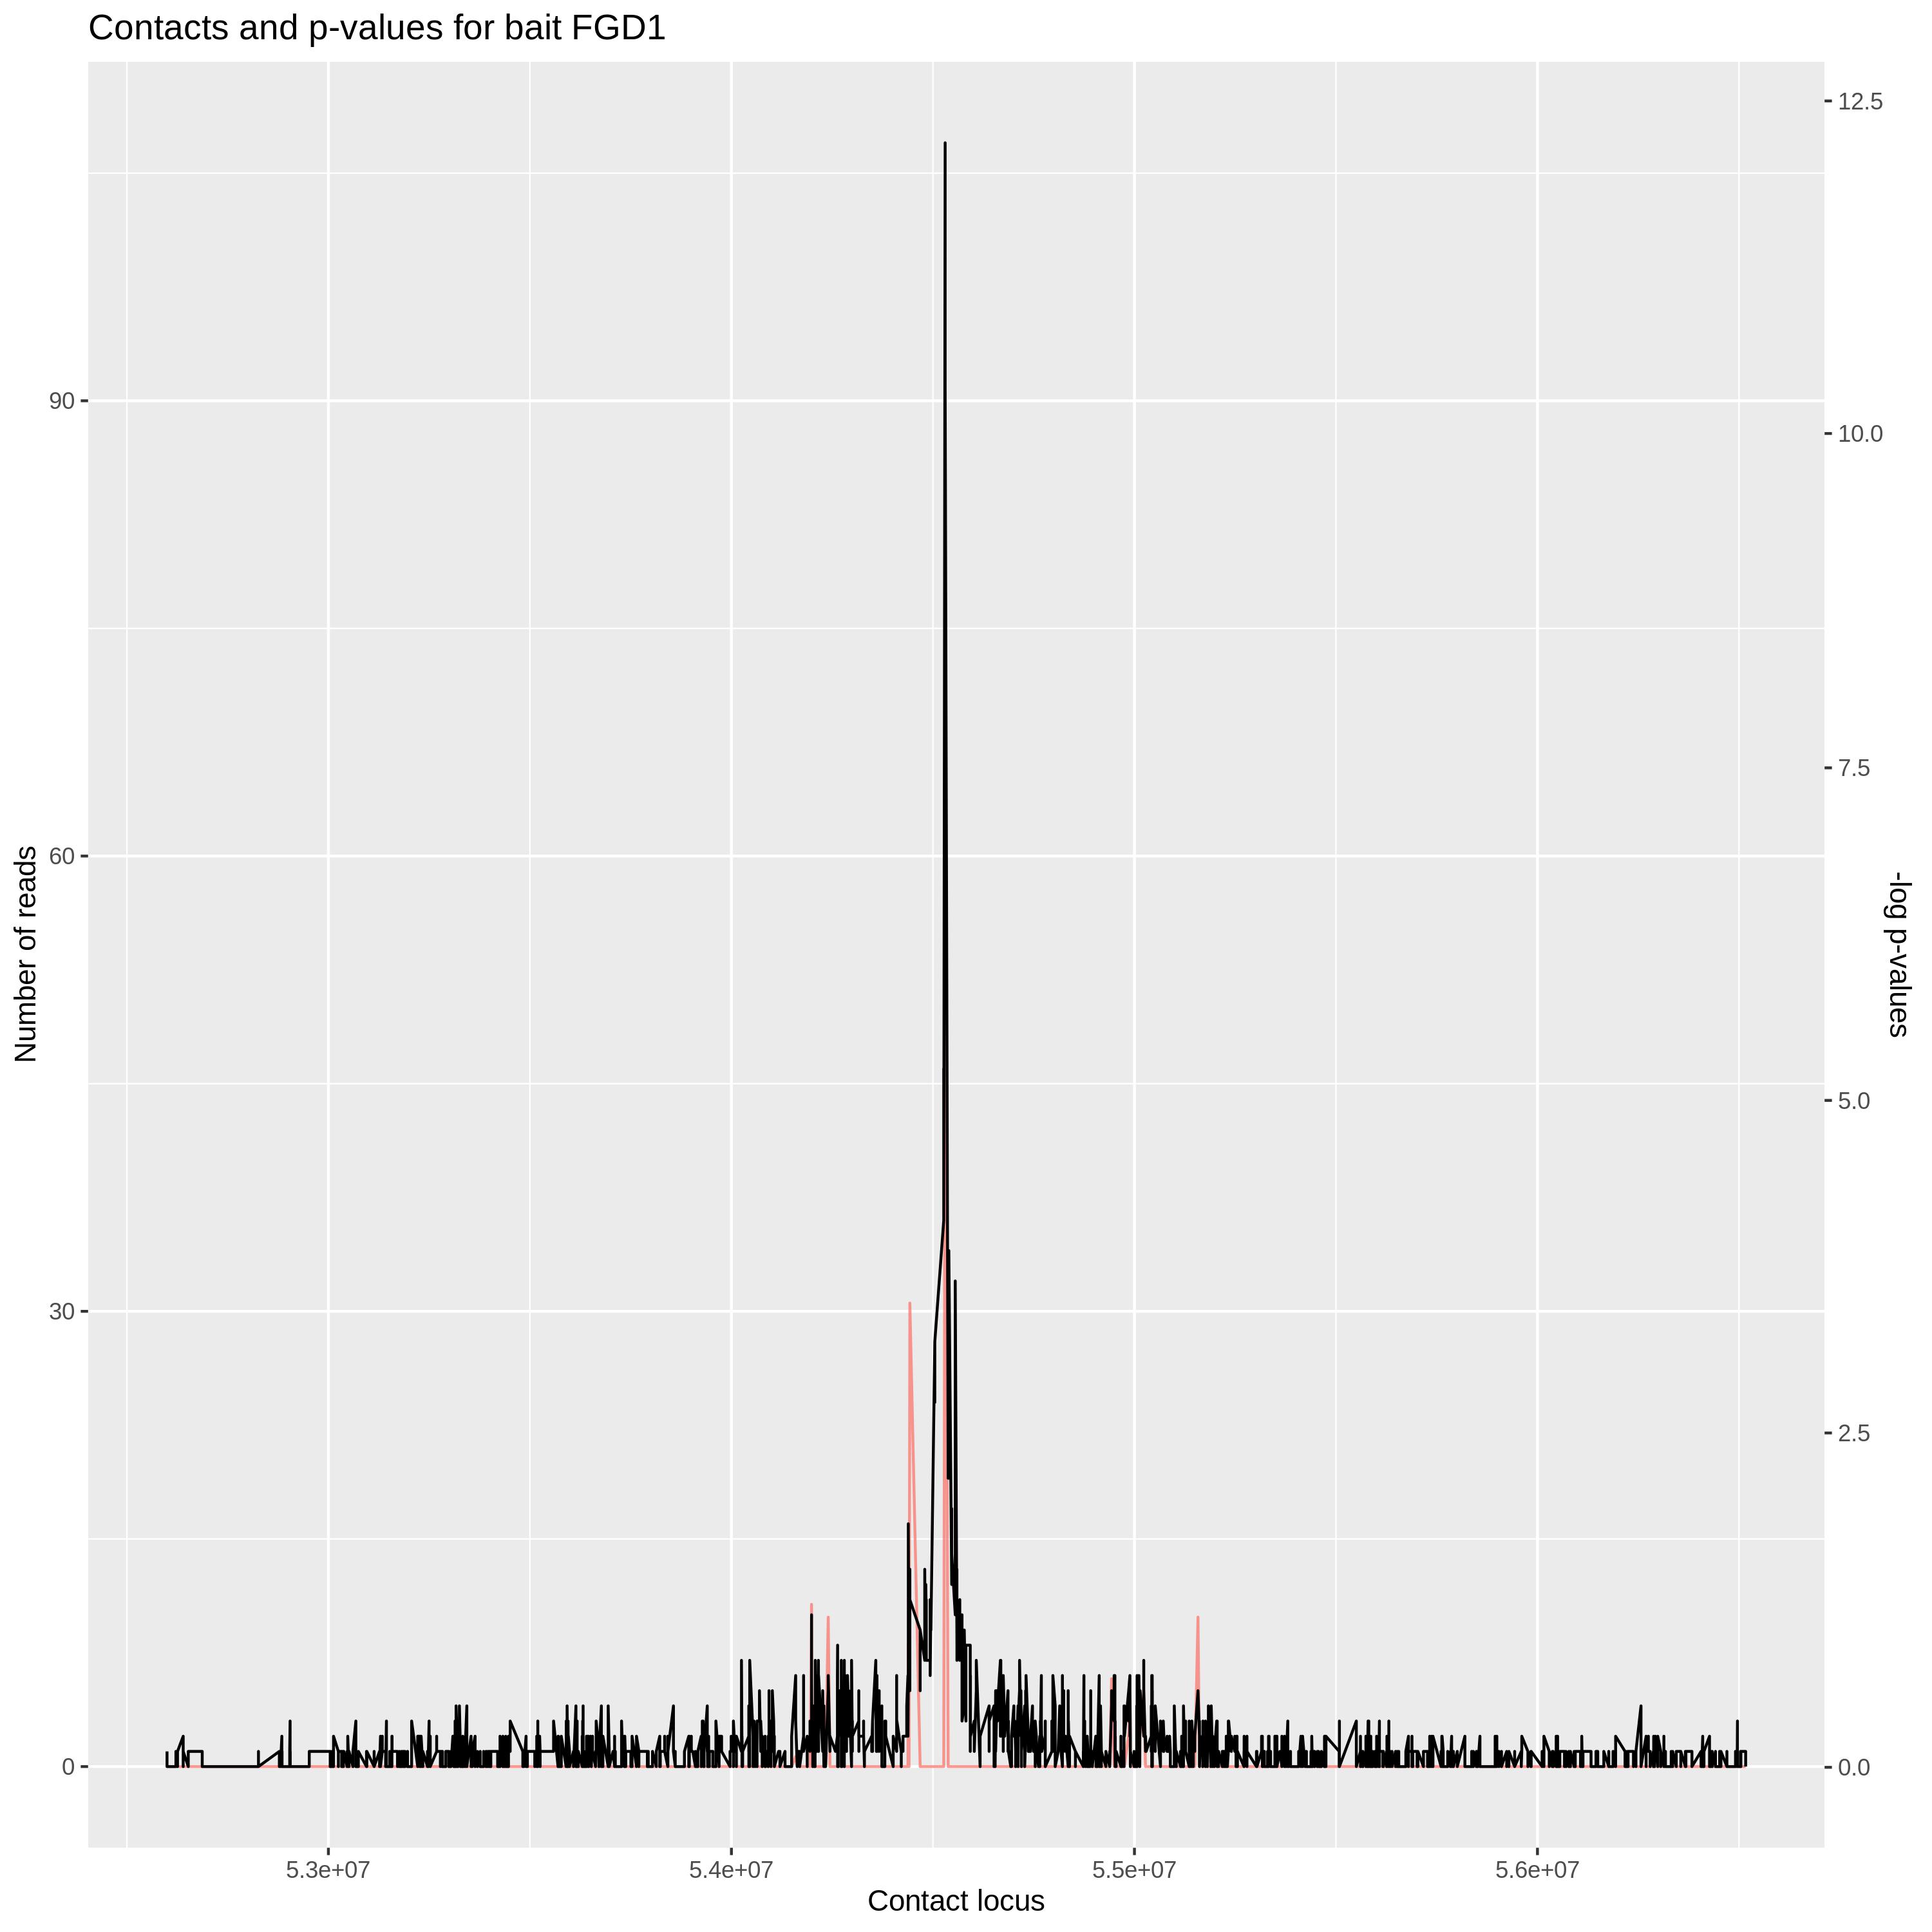 Contacts and p-values for bait FGD1
12.5
90
10.0
7.5
60
Number of reads
-log p-values
5.0
30
2.5
0
0.0
5.3e+07
5.4e+07
5.5e+07
5.6e+07
Contact locus